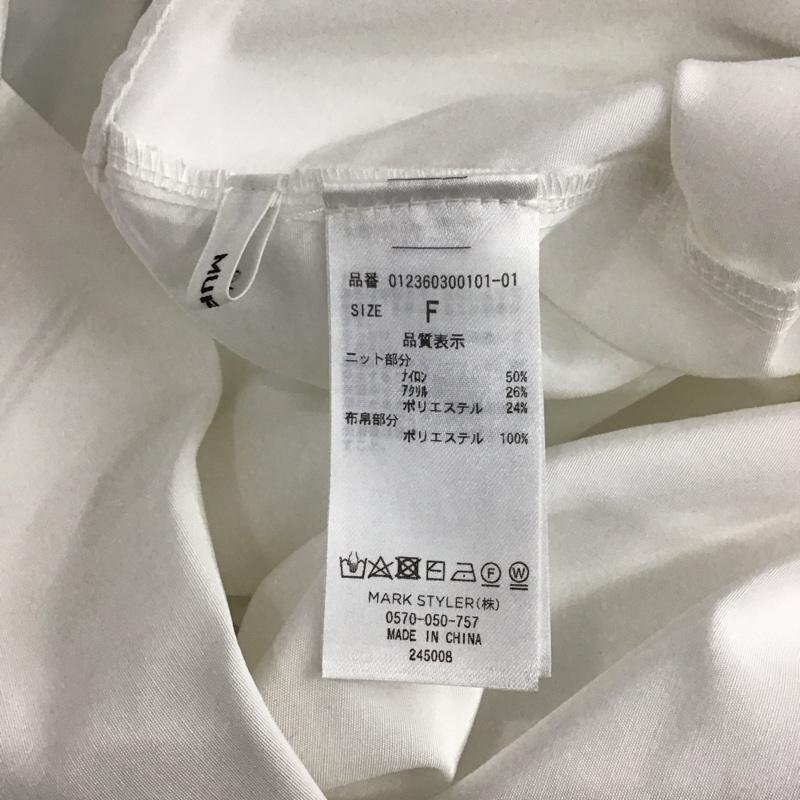 品番 012360300101-01
SIZE F
品質表示
ニット部分
ナイロン 50%
アクリル 26%
ポリエステル 24%
布帛部分
ポリエステル 100%
F W
MARK STYLER(株)
0570-050-757
MADE IN CHINA
245008